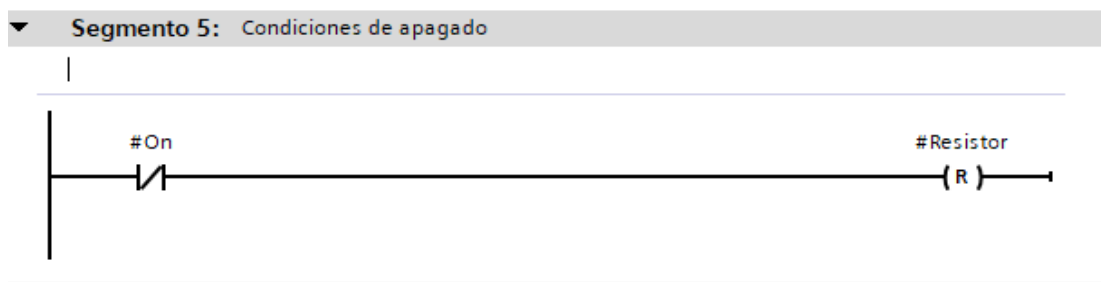 Segmento 5: Condiciones de apagado
#On #Resistor
R